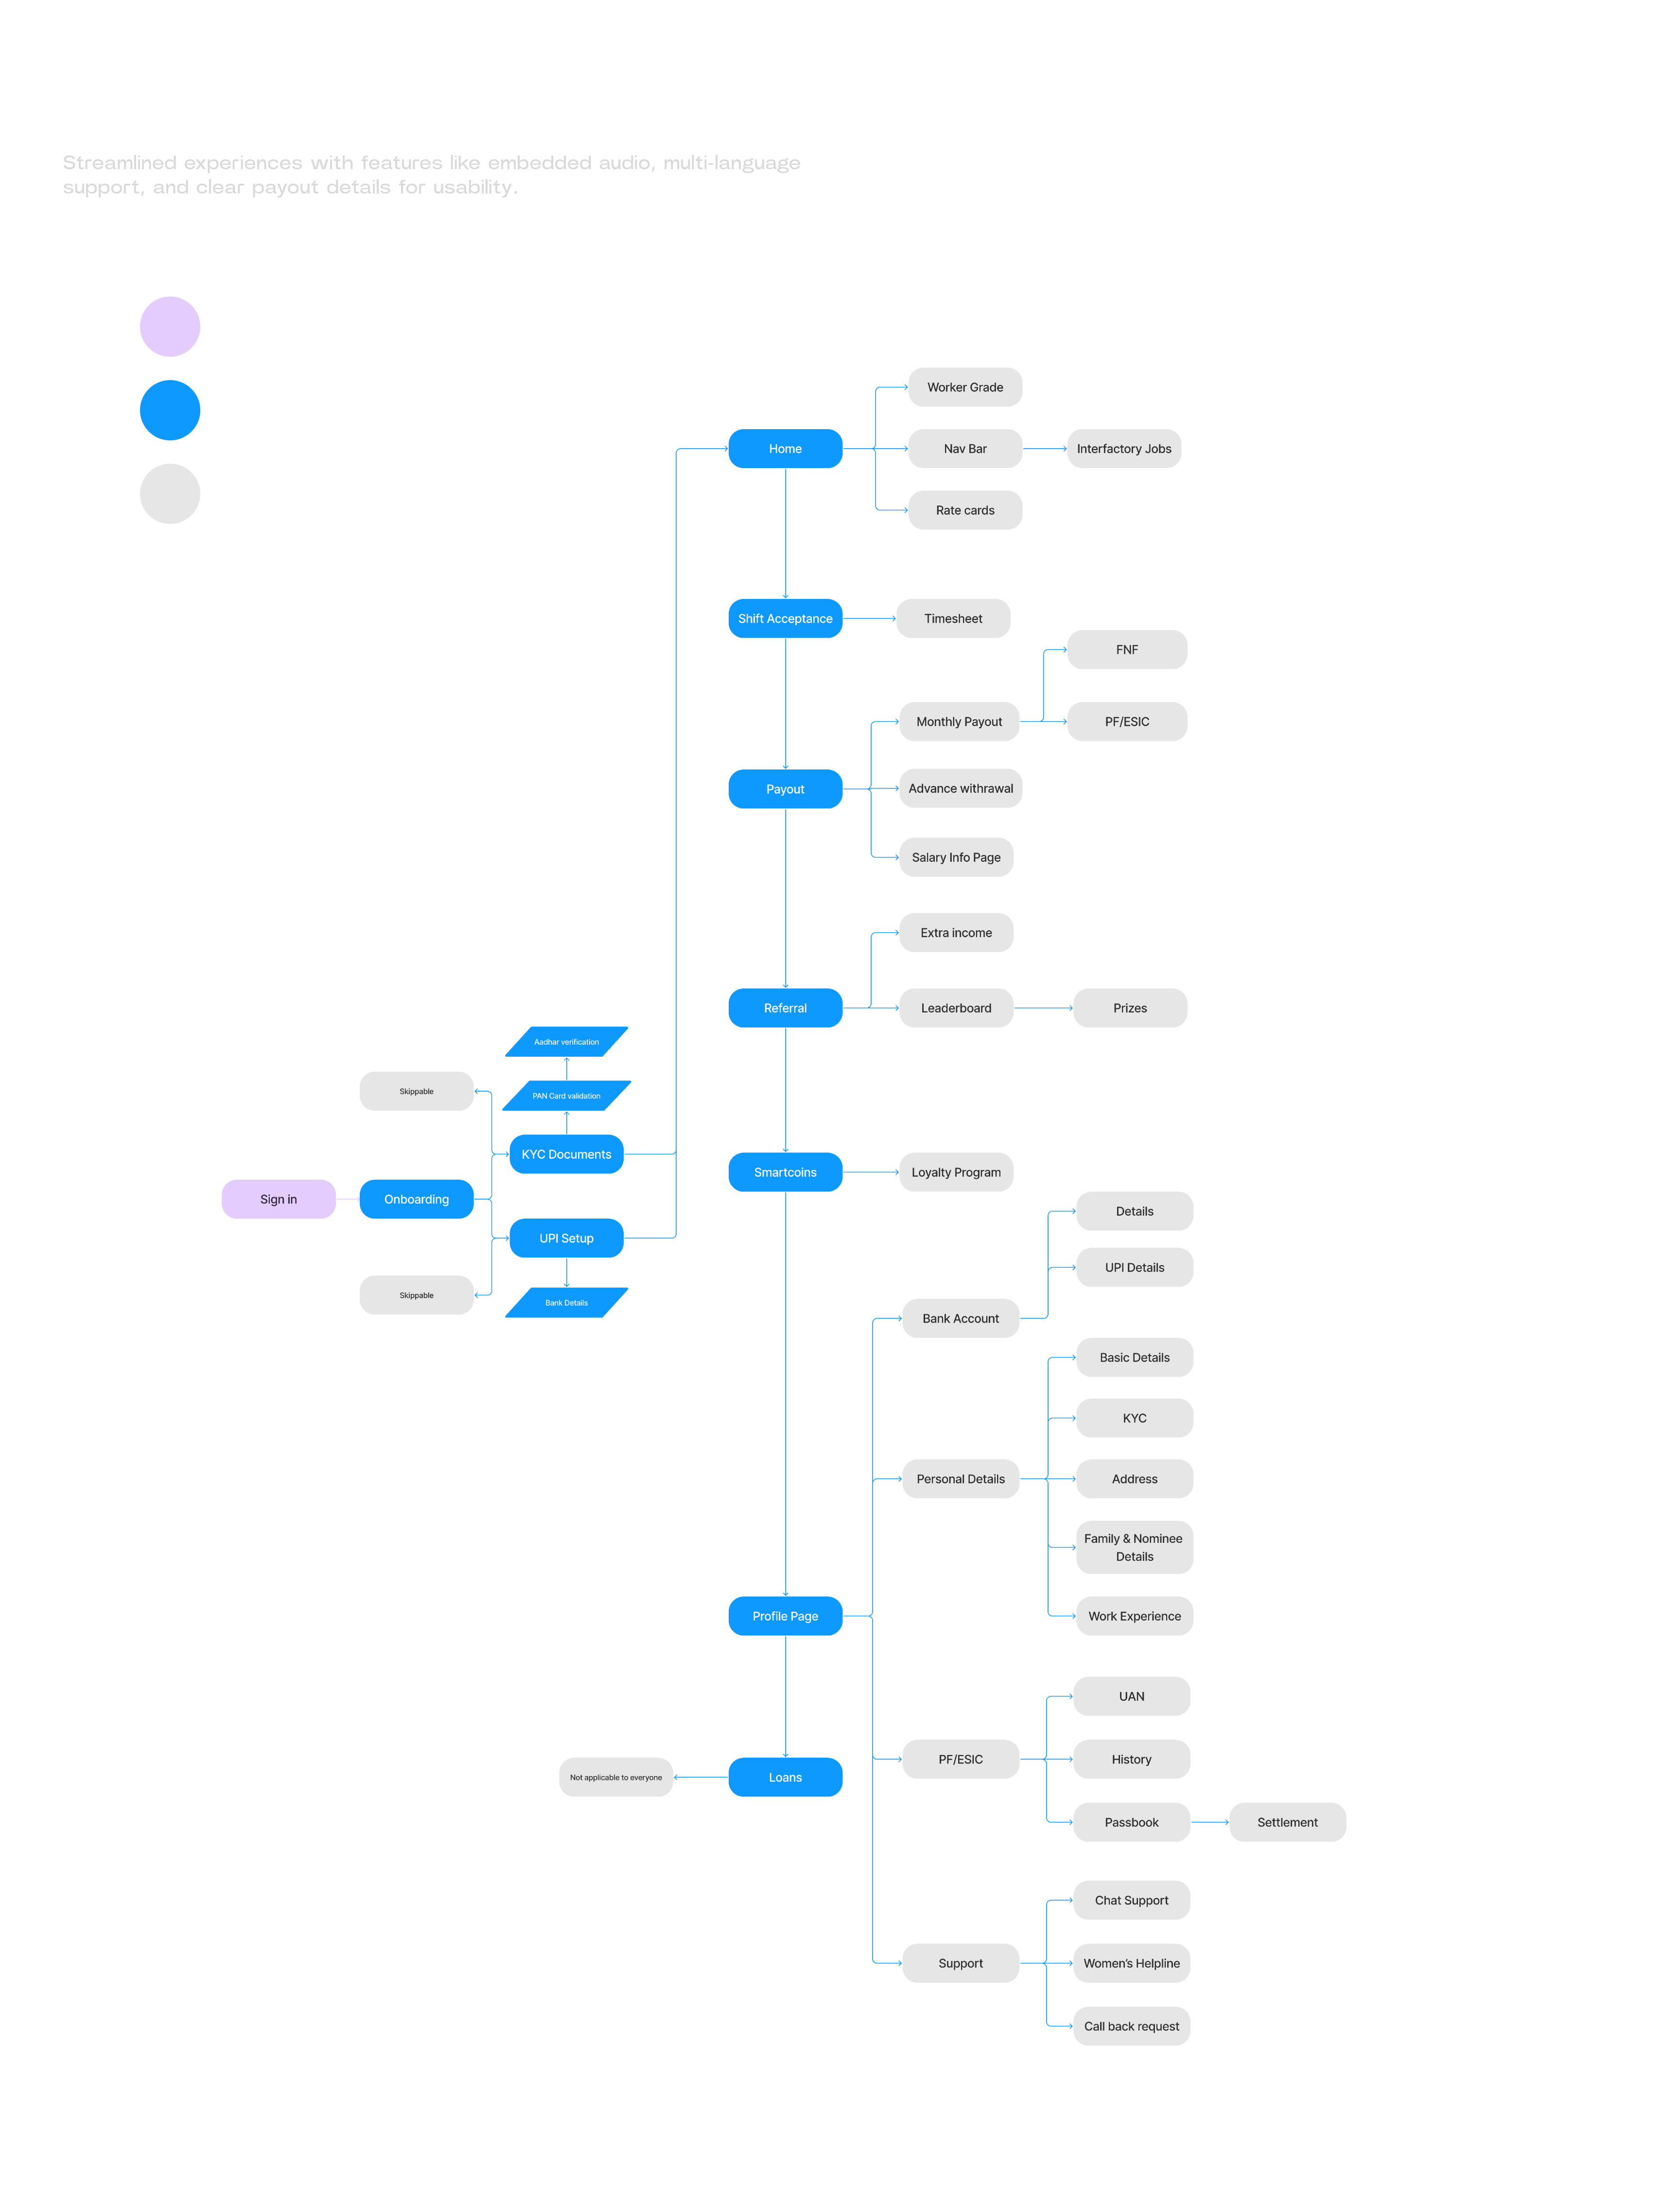 Streamlined experiences with features like embedded audio, multi-language
support, and clear payout details for usability.
Worker Grade
Home
Nav Bar
Interfactory Jobs
Rate cards
Shift Acceptance
Timesheet
FNF
Monthly Payout
PF/ESIC
Payout
Advance withrawal
Salary Info Page
Extra income
Referral
Leaderboard
Prizes
Aadhar verification
Skippable
PAN Card validation
KYC Documents
Smartcoins
Loyalty Program
Sign in
Onboarding
Details
UPI Setup
UPI Details
Skippable
Bank Details
Bank Account
Basic Details
KYC
Personal Details
Address
Family & Nominee
Details
Profile Page
Work Experience
UAN
PF/ESIC
History
Not applicable to everyone
Loans
Passbook
Settlement
Chat Support
Support
Women's Helpline
Call back request